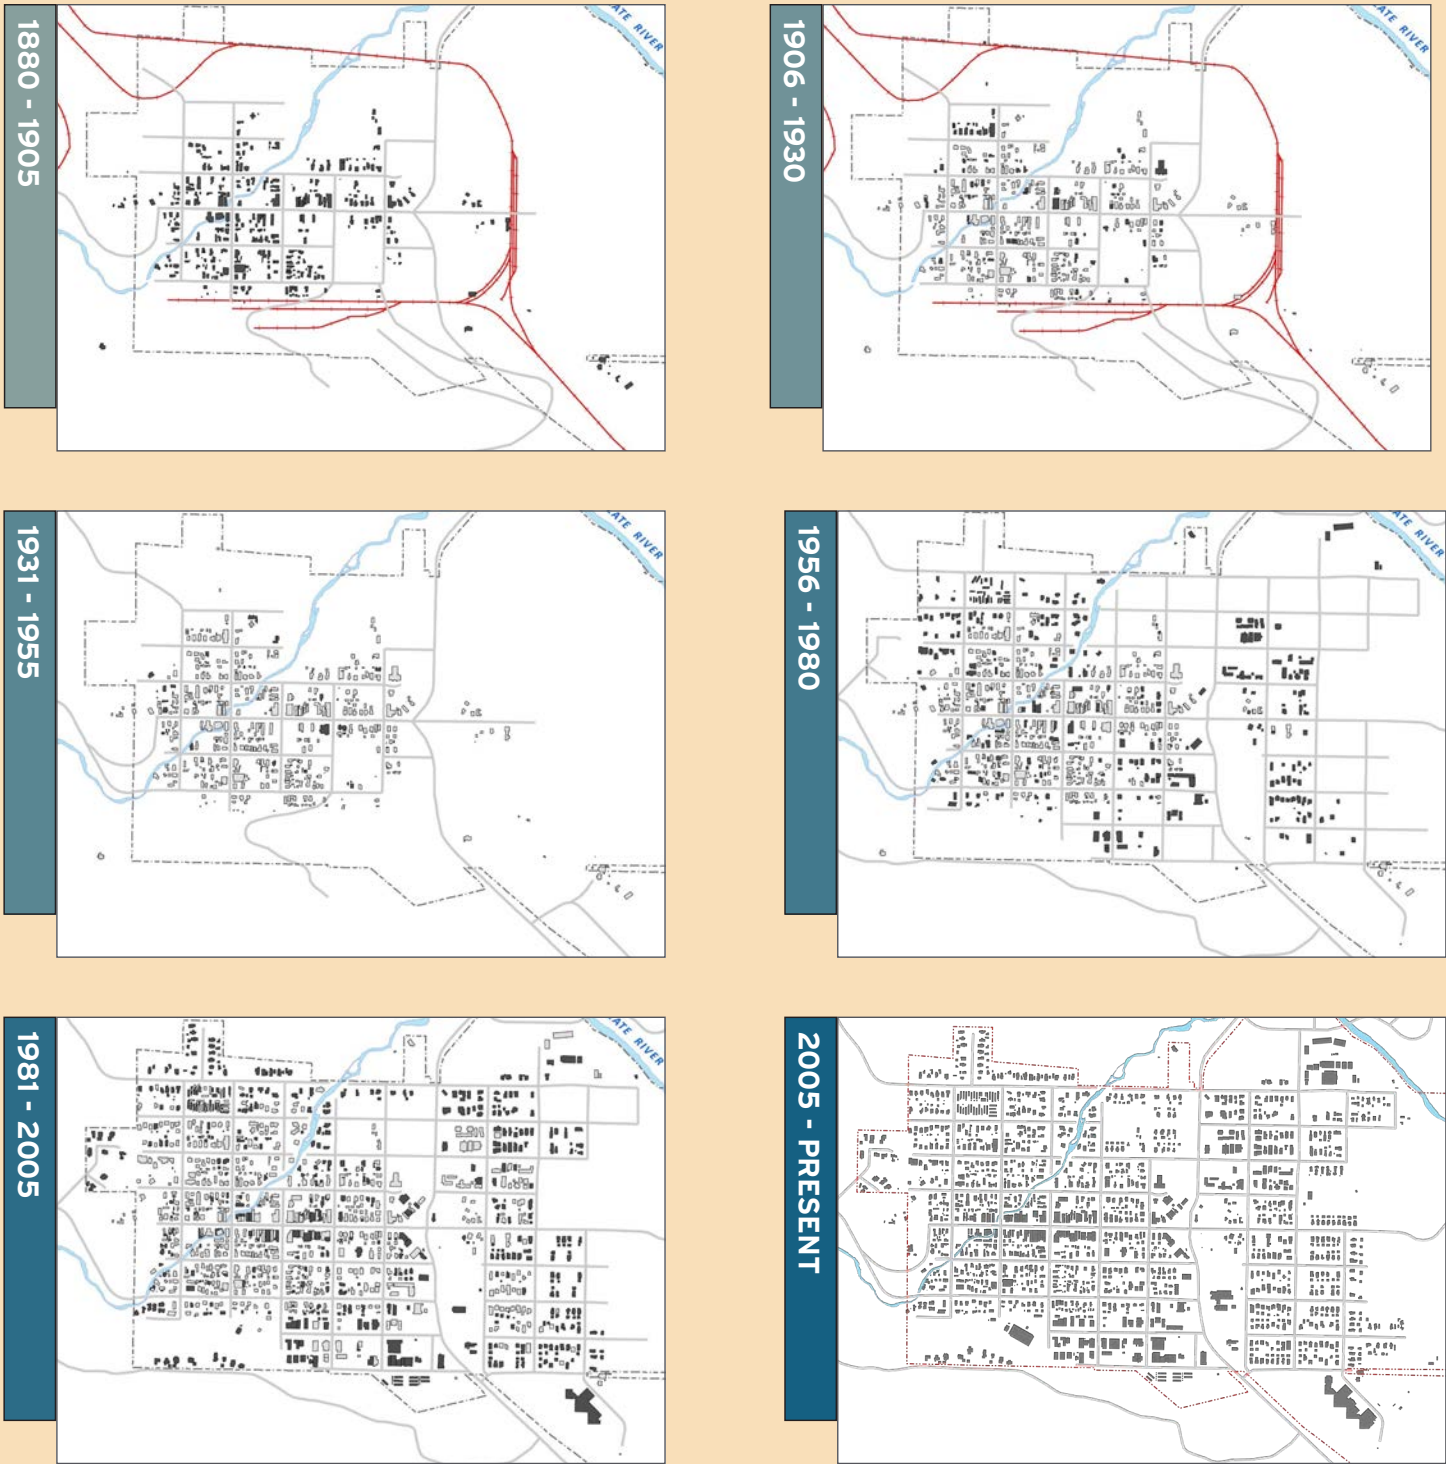 1880 - 1905
ATE RIVER
1906 - 1930
ATE RIVER
1931 - 1955
ATE RIVER
1956 - 1980
ATE RIVER
1981 - 2005
ATE RIVER
2005 - PRESENT